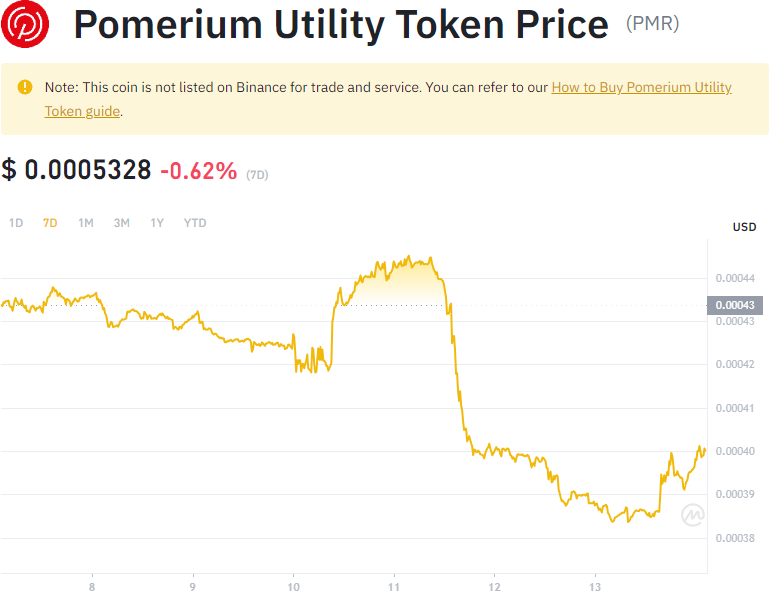 Pomerium Utility Token Price (PMR)
Note: This coin is not listed on Binance for trade and service. You can refer to our How to Buy Pomerium Utility
Token guide.
$ 0.0005328 -0.62% (7D)
1D 7D 1M 3M 1Y YTD
USD
0.00044
0.00043
0.00043
0.00042
0.00041
0.00040
0.00039
0.00038
8 9 10 11 12 13